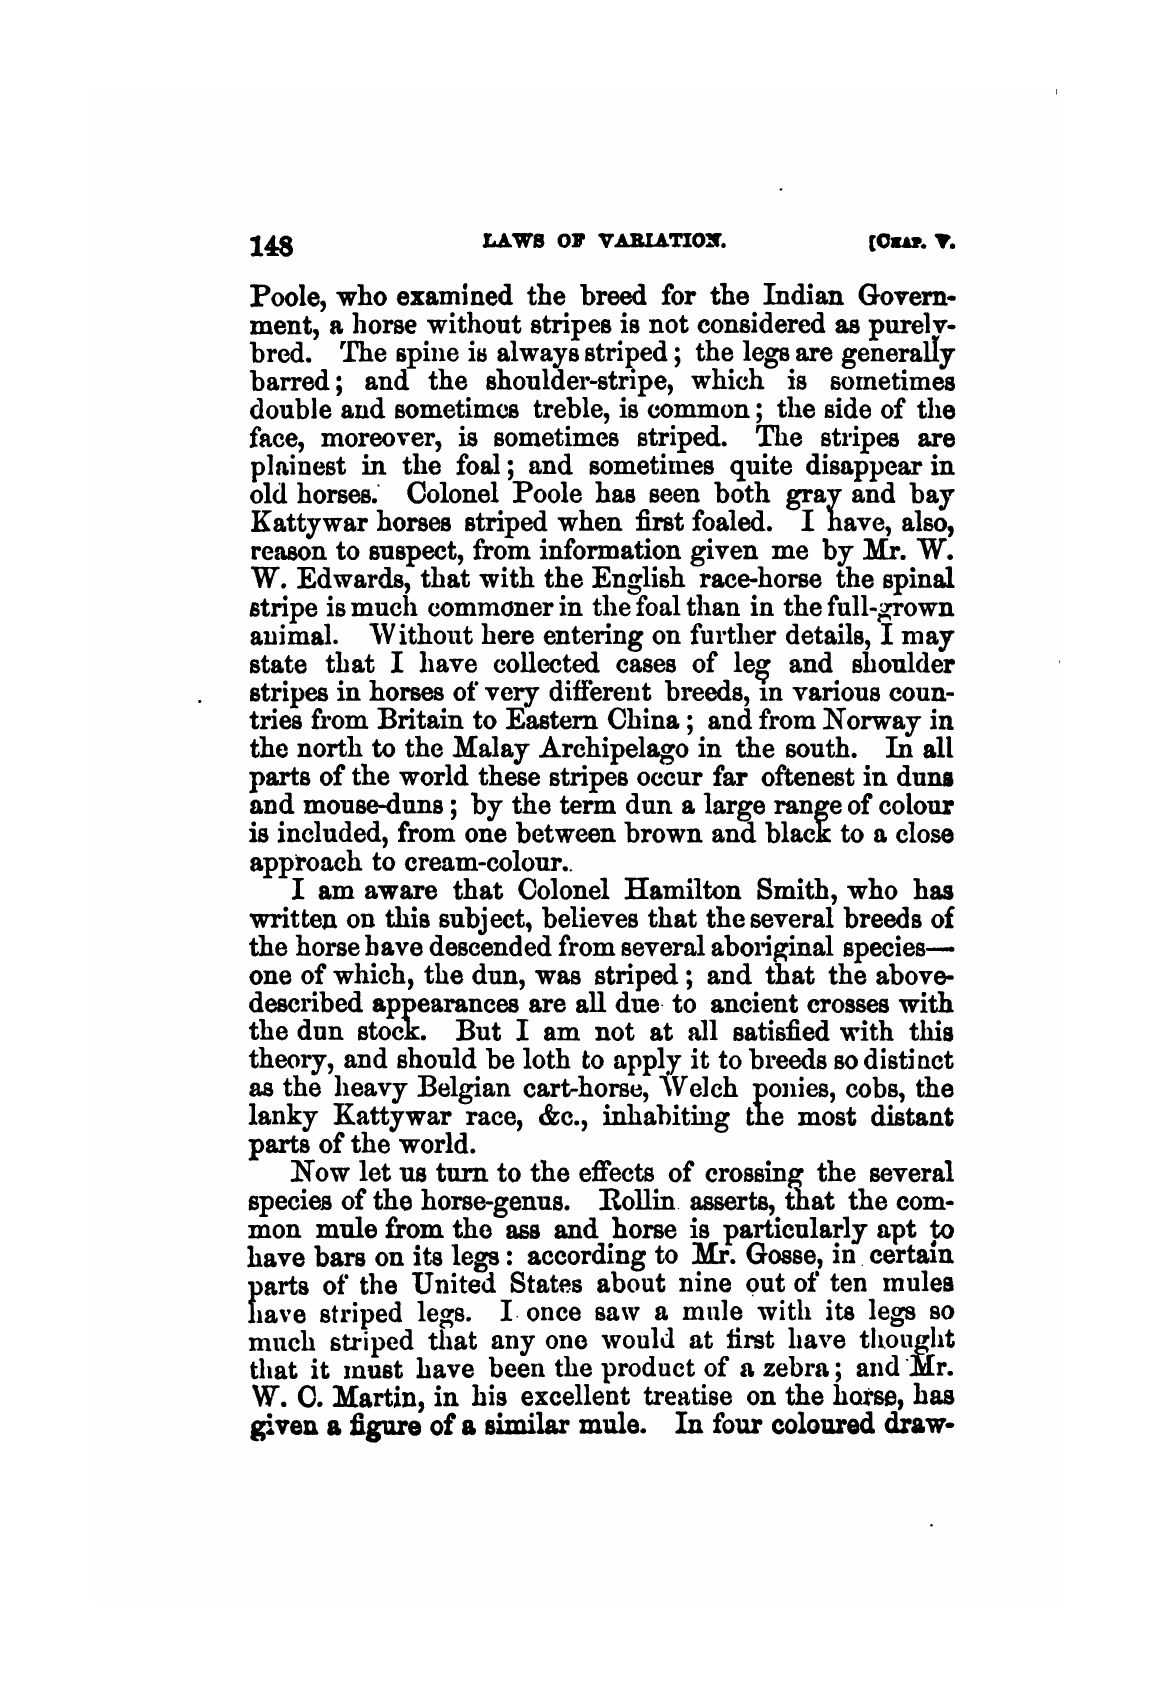 148 LAWS OF VARIATION. [CHAP. V.
Poole, who examined the breed for the Indian Govern-
ment, a horse without stripes is not considered as purely-
bred. The spine is always striped; the legs are generally
barred; and the shoulder-stripe, which is sometimes
double and sometimes treble, is common; the side of the
face, moreover, is sometimes striped. The stripes are
plainest in the foal; and sometimes quite disappear in
old horses. Colonel Poole has seen both gray and bay
Kattywar horses striped when first foaled. I have, also,
reason to suspect, from information given me by Mr. W.
W. Edwards, that with the English race-horse the spinal
stripe is much commoner in the foal than in the full-grown
animal. Without here entering on further details, I may
state that I have collected cases of leg and shoulder
stripes in horses of very different breeds, in various coun-
tries from Britain to Eastern China; and from Norway in
the north to the Malay Archipelago in the south. In all
parts of the world these stripes occur far oftenest in duns
and mouse-duns; by the term dun a large range of colour
is included, from one between brown and black to a close
approach to cream-colour.
I am aware that Colonel Hamilton Smith, who has
written on this subject, believes that the several breeds of
the horse have descended from several aboriginal species—
one of which, the dun, was striped; and that the above-
described appearances are all due to ancient crosses with
the dun stock. But I am not at all satisfied with this
theory, and should be loth to apply it to breeds so distinct
as the heavy Belgian cart-horse, Welch ponies, cobs, the
lanky Kattywar race, &c., inhabiting the most distant
parts of the world.
Now let us turn to the effects of crossing the several
species of the horse-genus. Rollin asserts, that the com-
mon mule from the ass and horse is particularly apt to
have bars on its legs: according to Mr. Gosse, in certain
parts of the United States about nine out of ten mules
have striped legs. I once saw a mule with its legs so
much striped that any one would at first have thought
that it must have been the product of a zebra; and Mr.
W. C. Martin, in his excellent treatise on the horse, has
given a figure of a similar mule. In four coloured draw-